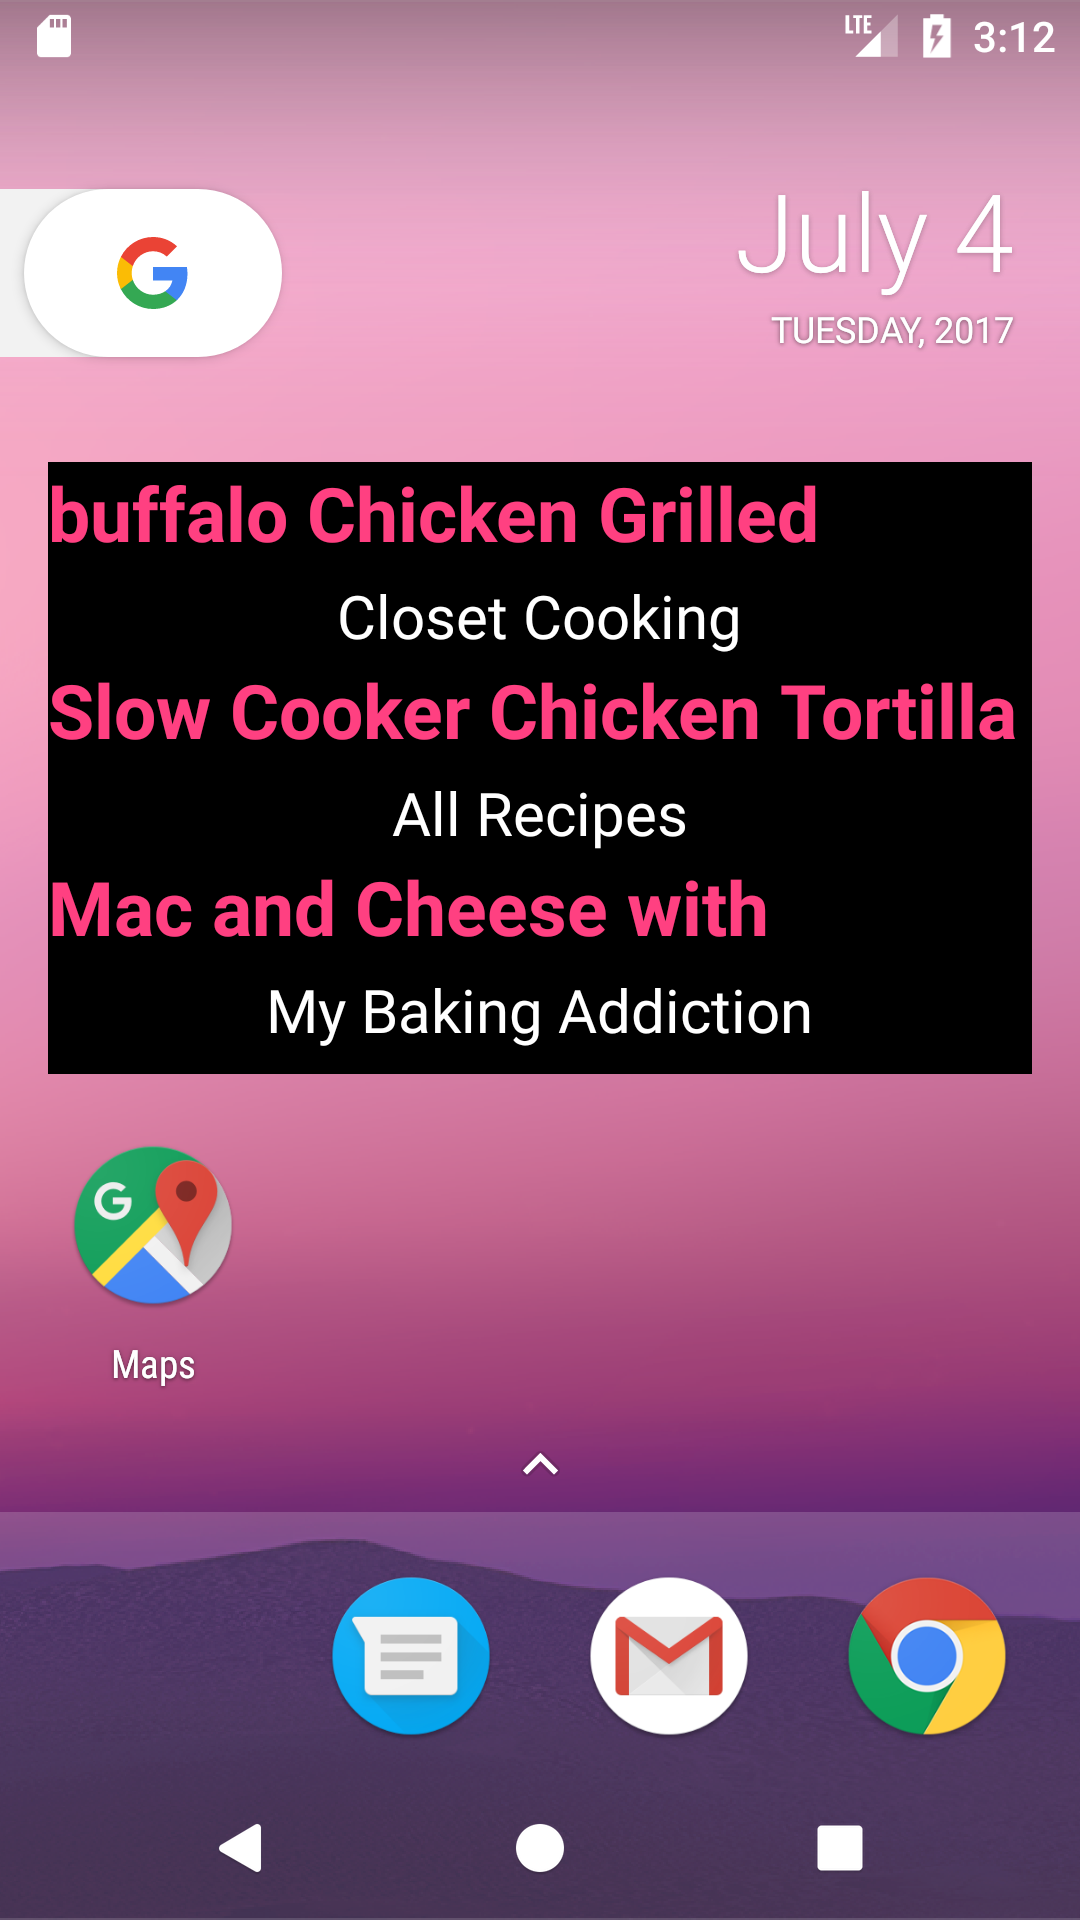 LTE 3:12
July 4
TUESDAY, 2017
buffalo Chicken Grilled
Closet Cooking
Slow Cooker Chicken Tortilla
All Recipes
Mac and Cheese with
My Baking Addiction
Maps